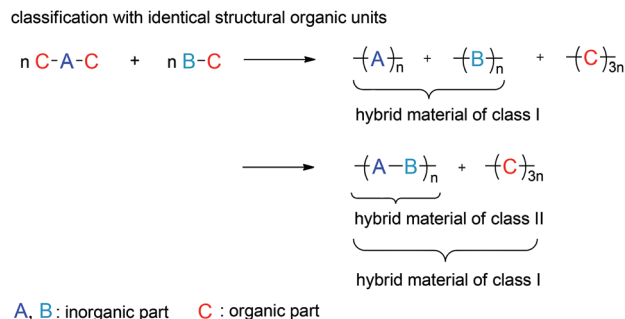 classification with identical structural organic units
n C-A-C + n B-C (A)n + (B)n + (C)3n
hybrid material of class I
(A—B)n + (C)3n
hybrid material of class II
hybrid material of class I
A, B : inorganic part C : organic part